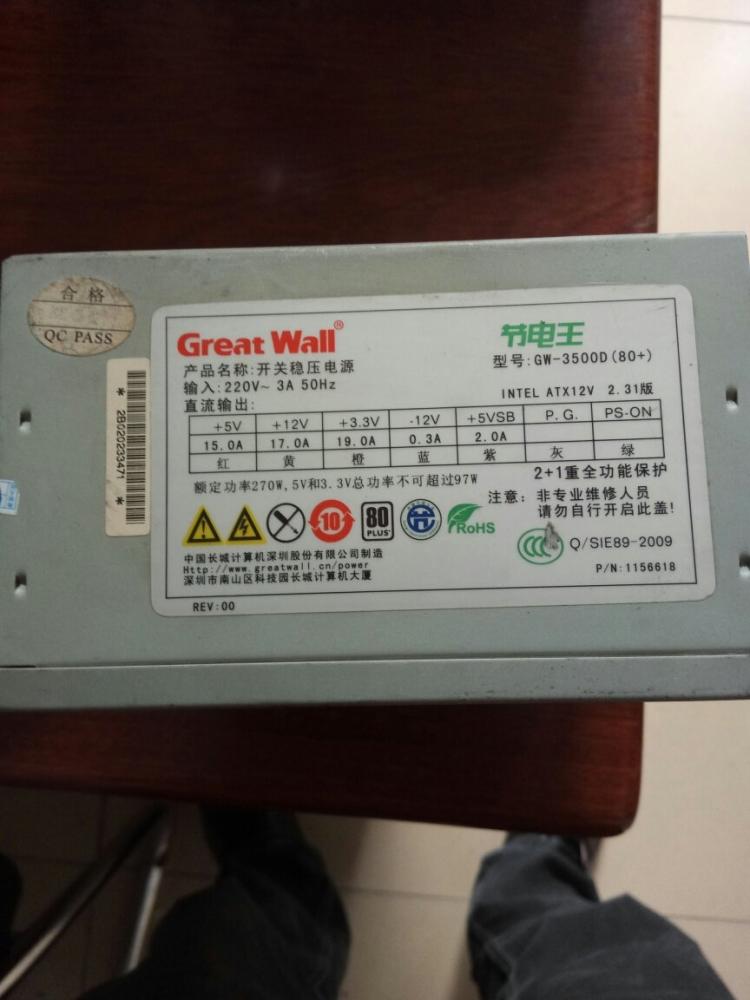 合格
QC PASS
* 2B020233471 *
Great Wall®
节电王
产品名称:开关稳压电源
型号:GW-3500D(80+)
输入:220V~ 3A 50Hz
INTEL ATX12V 2.31版
直流输出:
+5V +12V +3.3V -12V +5VSB P.G. PS-ON
15.0A 17.0A 19.0A 0.3A 2.0A
红 黄 橙 蓝 紫 灰 绿
额定功率270W,5V和3.3V总功率不可超过97W
2+1重全功能保护
注意: 非专业维修人员
请勿自行开启此盖!
10
80
PLUS
RoHS
CCC
Q/SIE89-2009
中国长城计算机深圳股份有限公司制造
Http://www.greatwall.cn/power
深圳市南山区科技园长城计算机大厦
P/N:1156618
REV:00